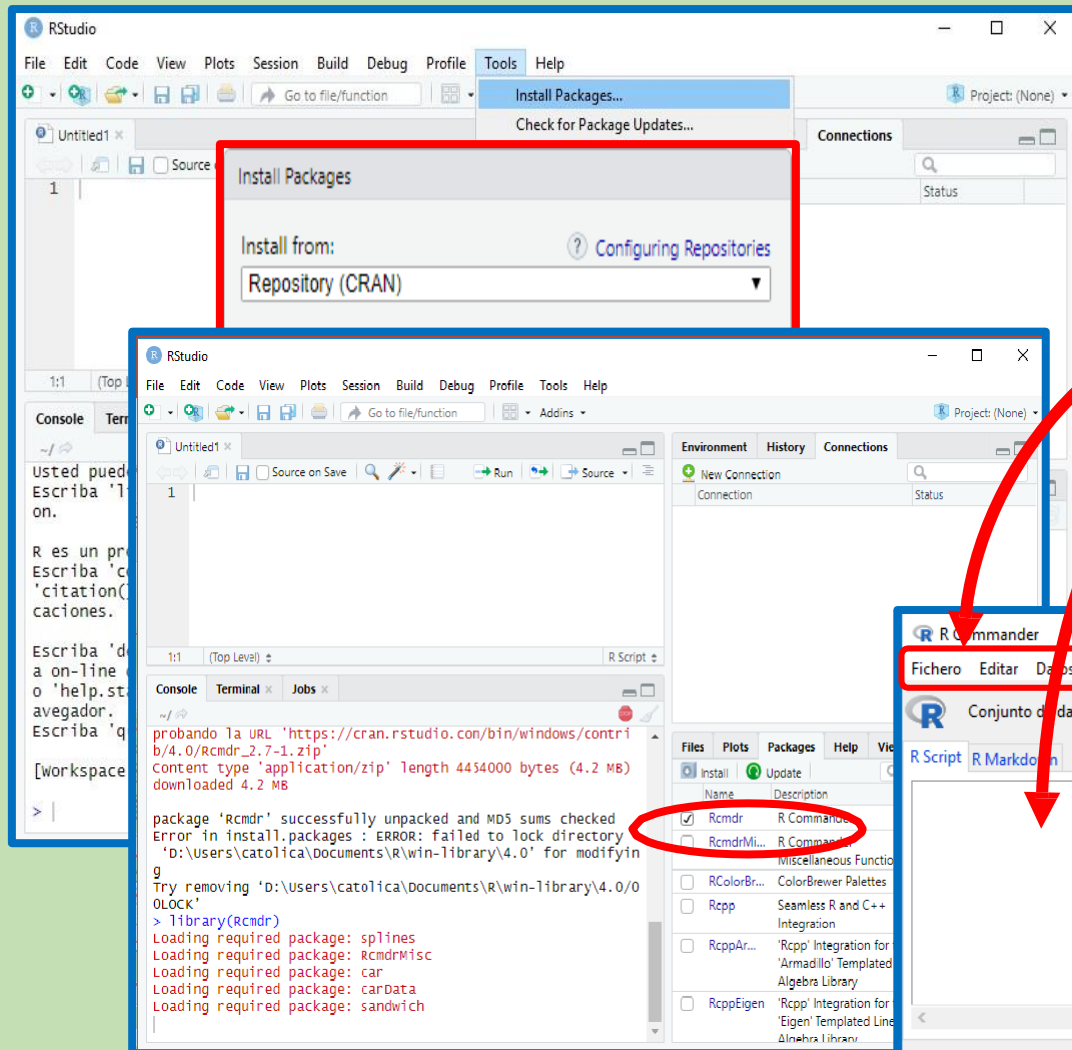 RStudio
File Edit Code View Plots Session Build Debug Profile Tools Help
Go to file/function
Install Packages...
Check for Package Updates...
Project: (None)
Untitled1
Connections
Source
Status
1
Install Packages
Install from:
Configuring Repositories
Repository (CRAN)
1:1 (Top
Console
~/
Usted
Escriba
on.
R es un
Escriba
'citation(
caciones.
Escriba
a on-line
o
avegador.
Escriba
[Workspace
>
RStudio
File Edit Code View Plots Session Build Debug Profile Tools Help
Go to file/function
Addins
Project: (None)
Untitled1
Source on Save
Run
Source
1
1:1 (Top Level)
R Script
Console Terminal Jobs
~/
probando la URL 'https://cran.rstudio.com/bin/windows/contri
b/4.0/Rcmdr_2.7-1.zip'
Content type 'application/zip' length 4454000 bytes (4.2 MB)
downloaded 4.2 MB
package ‘Rcmdr’ successfully unpacked and MD5 sums checked
Error in install.packages : ERROR: failed to lock directory
‘D:\Users\catolica\Documents\R\win-library\4.0’ for modifyin
g
Try removing ‘D:\Users\catolica\Documents\R\win-library\4.0/0
0LOCK’
> library(Rcmdr)
Loading required package: splines
Loading required package: RcmdrMisc
Loading required package: car
Loading required package: carData
Loading required package: sandwich
Environment History Connections
New Connection
Connection Status
Files Plots Packages Help
Install Update
Name Description
Rcmdr R Commander
RcmdrMi... R Commander
Miscellaneous Functio
RColorBr... ColorBrewer Palettes
Rcpp Seamless R and C++
Integration
RcppAr... 'Rcpp' Integration for
'Armadillo' Templated
Algebra Library
RcppEigen 'Rcpp' Integration for
'Eigen' Templated Line
Algebra Library
R Commander
Fichero Editar Datos
Conjunto
R Script R Markdown